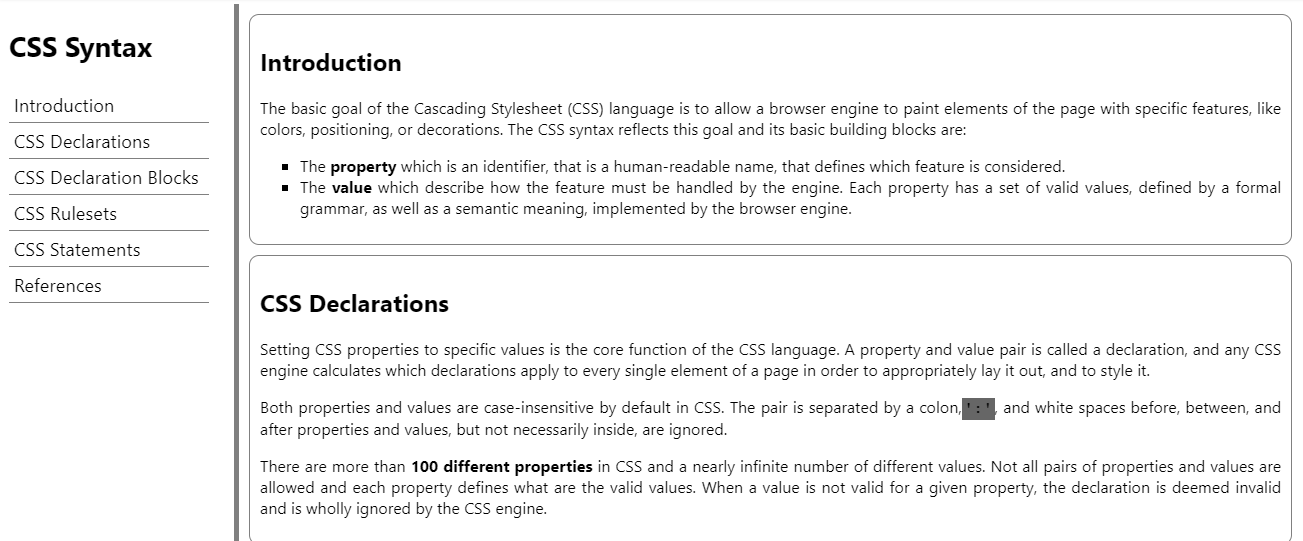 CSS Syntax
Introduction
CSS Declarations
CSS Declaration Blocks
CSS Rulesets
CSS Statements
References
Introduction
The basic goal of the Cascading Stylesheet (CSS) language is to allow a browser engine to paint elements of the page with specific features, like
colors, positioning, or decorations. The CSS syntax reflects this goal and its basic building blocks are:
The property which is an identifier, that is a human-readable name, that defines which feature is considered.
The value which describe how the feature must be handled by the engine. Each property has a set of valid values, defined by a formal
grammar, as well as a semantic meaning, implemented by the browser engine.
CSS Declarations
Setting CSS properties to specific values is the core function of the CSS language. A property and value pair is called a declaration, and any CSS
engine calculates which declarations apply to every single element of a page in order to appropriately lay it out, and to style it.
Both properties and values are case-insensitive by default in CSS. The pair is separated by a colon,':', and white spaces before, between, and
after properties and values, but not necessarily inside, are ignored.
There are more than 100 different properties in CSS and a nearly infinite number of different values. Not all pairs of properties and values are
allowed and each property defines what are the valid values. When a value is not valid for a given property, the declaration is deemed invalid
and is wholly ignored by the CSS engine.